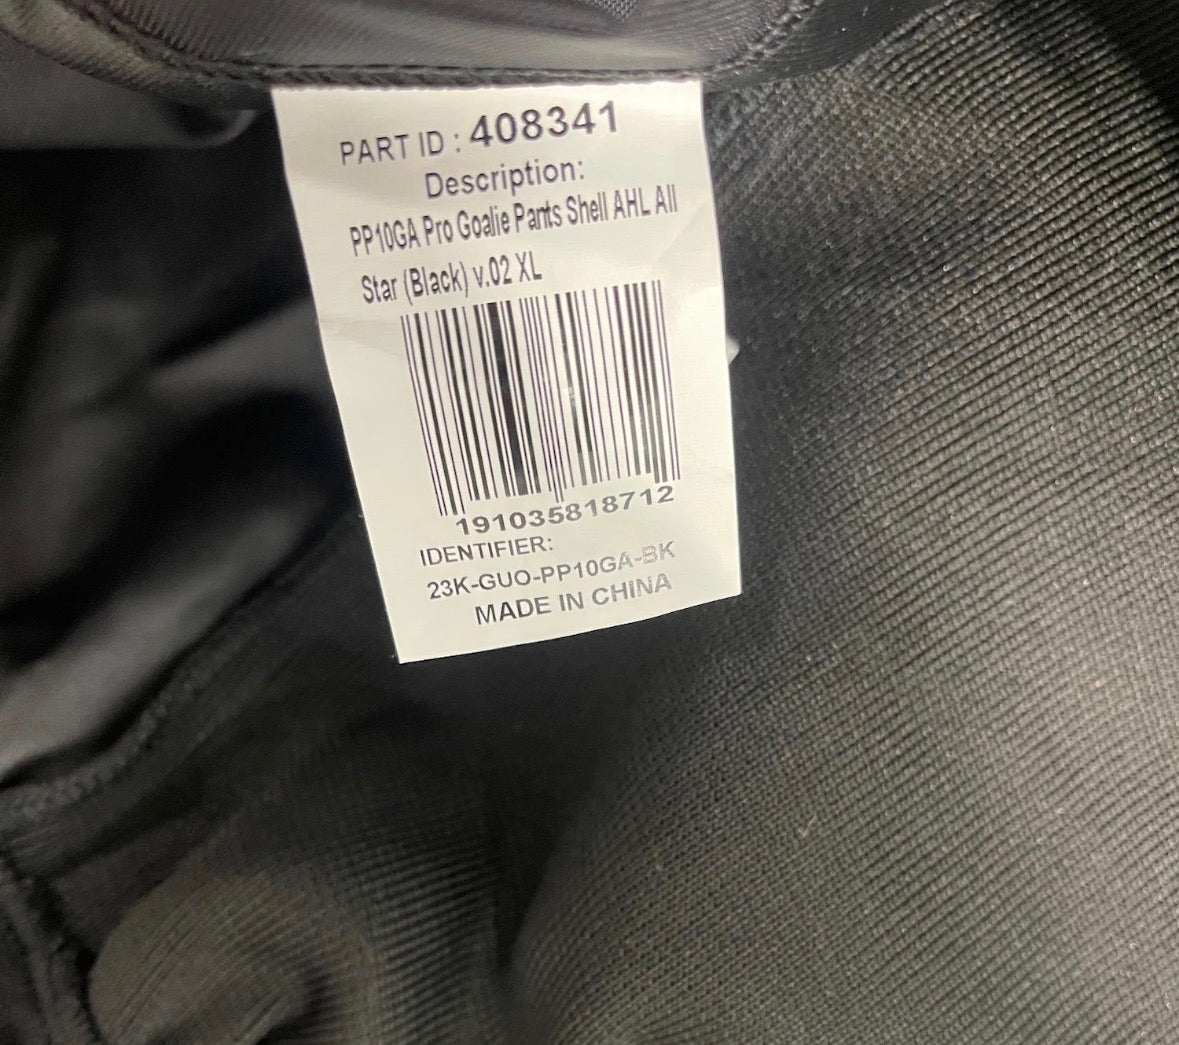 PART ID : 408341
Description:
PP10GA Pro Goalie Pants Shell AHL All
Star (Black) v.02 XL
191035818712
IDENTIFIER:
23K-GUO-PP10GA-BK
MADE IN CHINA